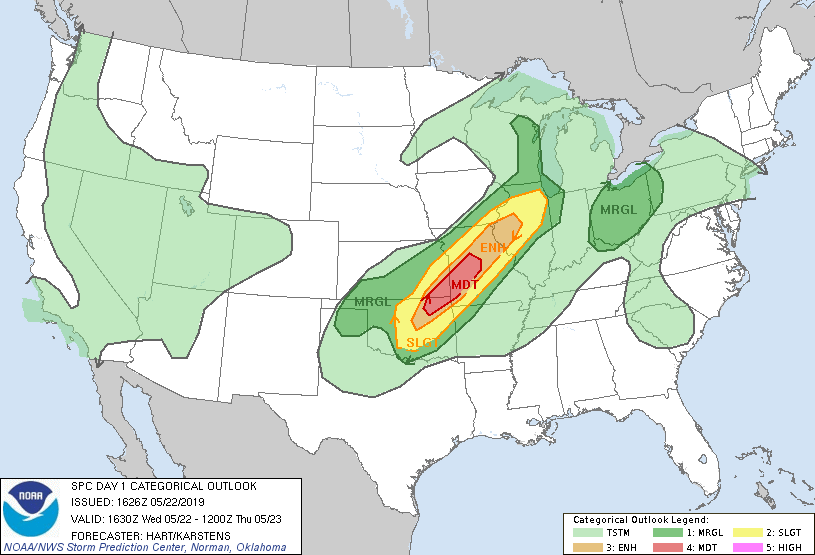 MRGL
ENH
MDT
MRGL
SLGT
NOAA
SPC DAY 1 CATEGORICAL OUTLOOK
ISSUED: 1626Z 05/22/2019
VALID: 1630Z Wed 05/22 - 1200Z Thu 05/23
FORECASTER: HART/KARSTENS
NOAA/NWS Storm Prediction Center, Norman, Oklahoma
Categorical Outlook Legend:
TSTM 1: MRGL 2: SLGT
3: ENH 4: MDT 5: HIGH